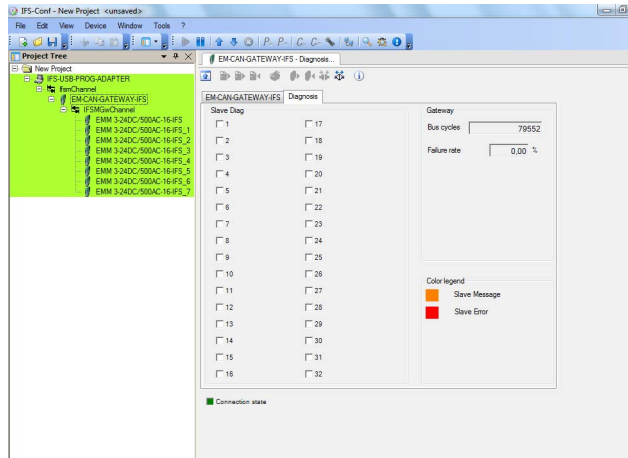 IFS-Conf - New Project <unsaved>
File Edit View Device Window Tools ?
Project Tree
New Project
IFS-USB-PROG-ADAPTER
IfsmChannel
EM-CAN-GATEWAY-IFS
IFSMGwChannel
EMM 3-24DC/500AC-16-IFS
EMM 3-24DC/500AC-16-IFS_1
EMM 3-24DC/500AC-16-IFS_2
EMM 3-24DC/500AC-16-IFS_3
EMM 3-24DC/500AC-16-IFS_4
EMM 3-24DC/500AC-16-IFS_5
EMM 3-24DC/500AC-16-IFS_6
EMM 3-24DC/500AC-16-IFS_7
EM-CAN-GATEWAY-IFS - Diagnosis...
EM-CAN-GATEWAY-IFS Diagnosis
Slave Diag
1 17
2 18
3 19
4 20
5 21
6 22
7 23
8 24
9 25
10 26
11 27
12 28
13 29
14 30
15 31
16 32
Gateway
Bus cycles 79552
Failure rate 0,00 %
Color legend
Slave Message
Slave Error
Connection state